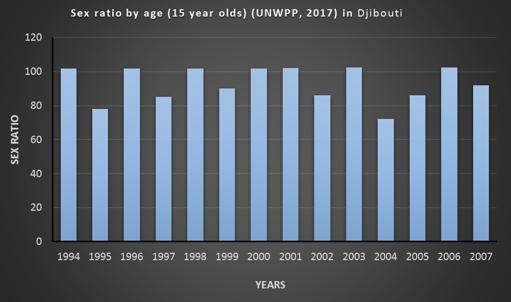 Sex ratio by age (15 year olds) (UNWPP, 2017) in Djibouti
120
100
80
60
40
20
0
SEX RATIO
1994 1995 1996 1997 1998 1999 2000 2001 2002 2003 2004 2005 2006 2007
YEARS